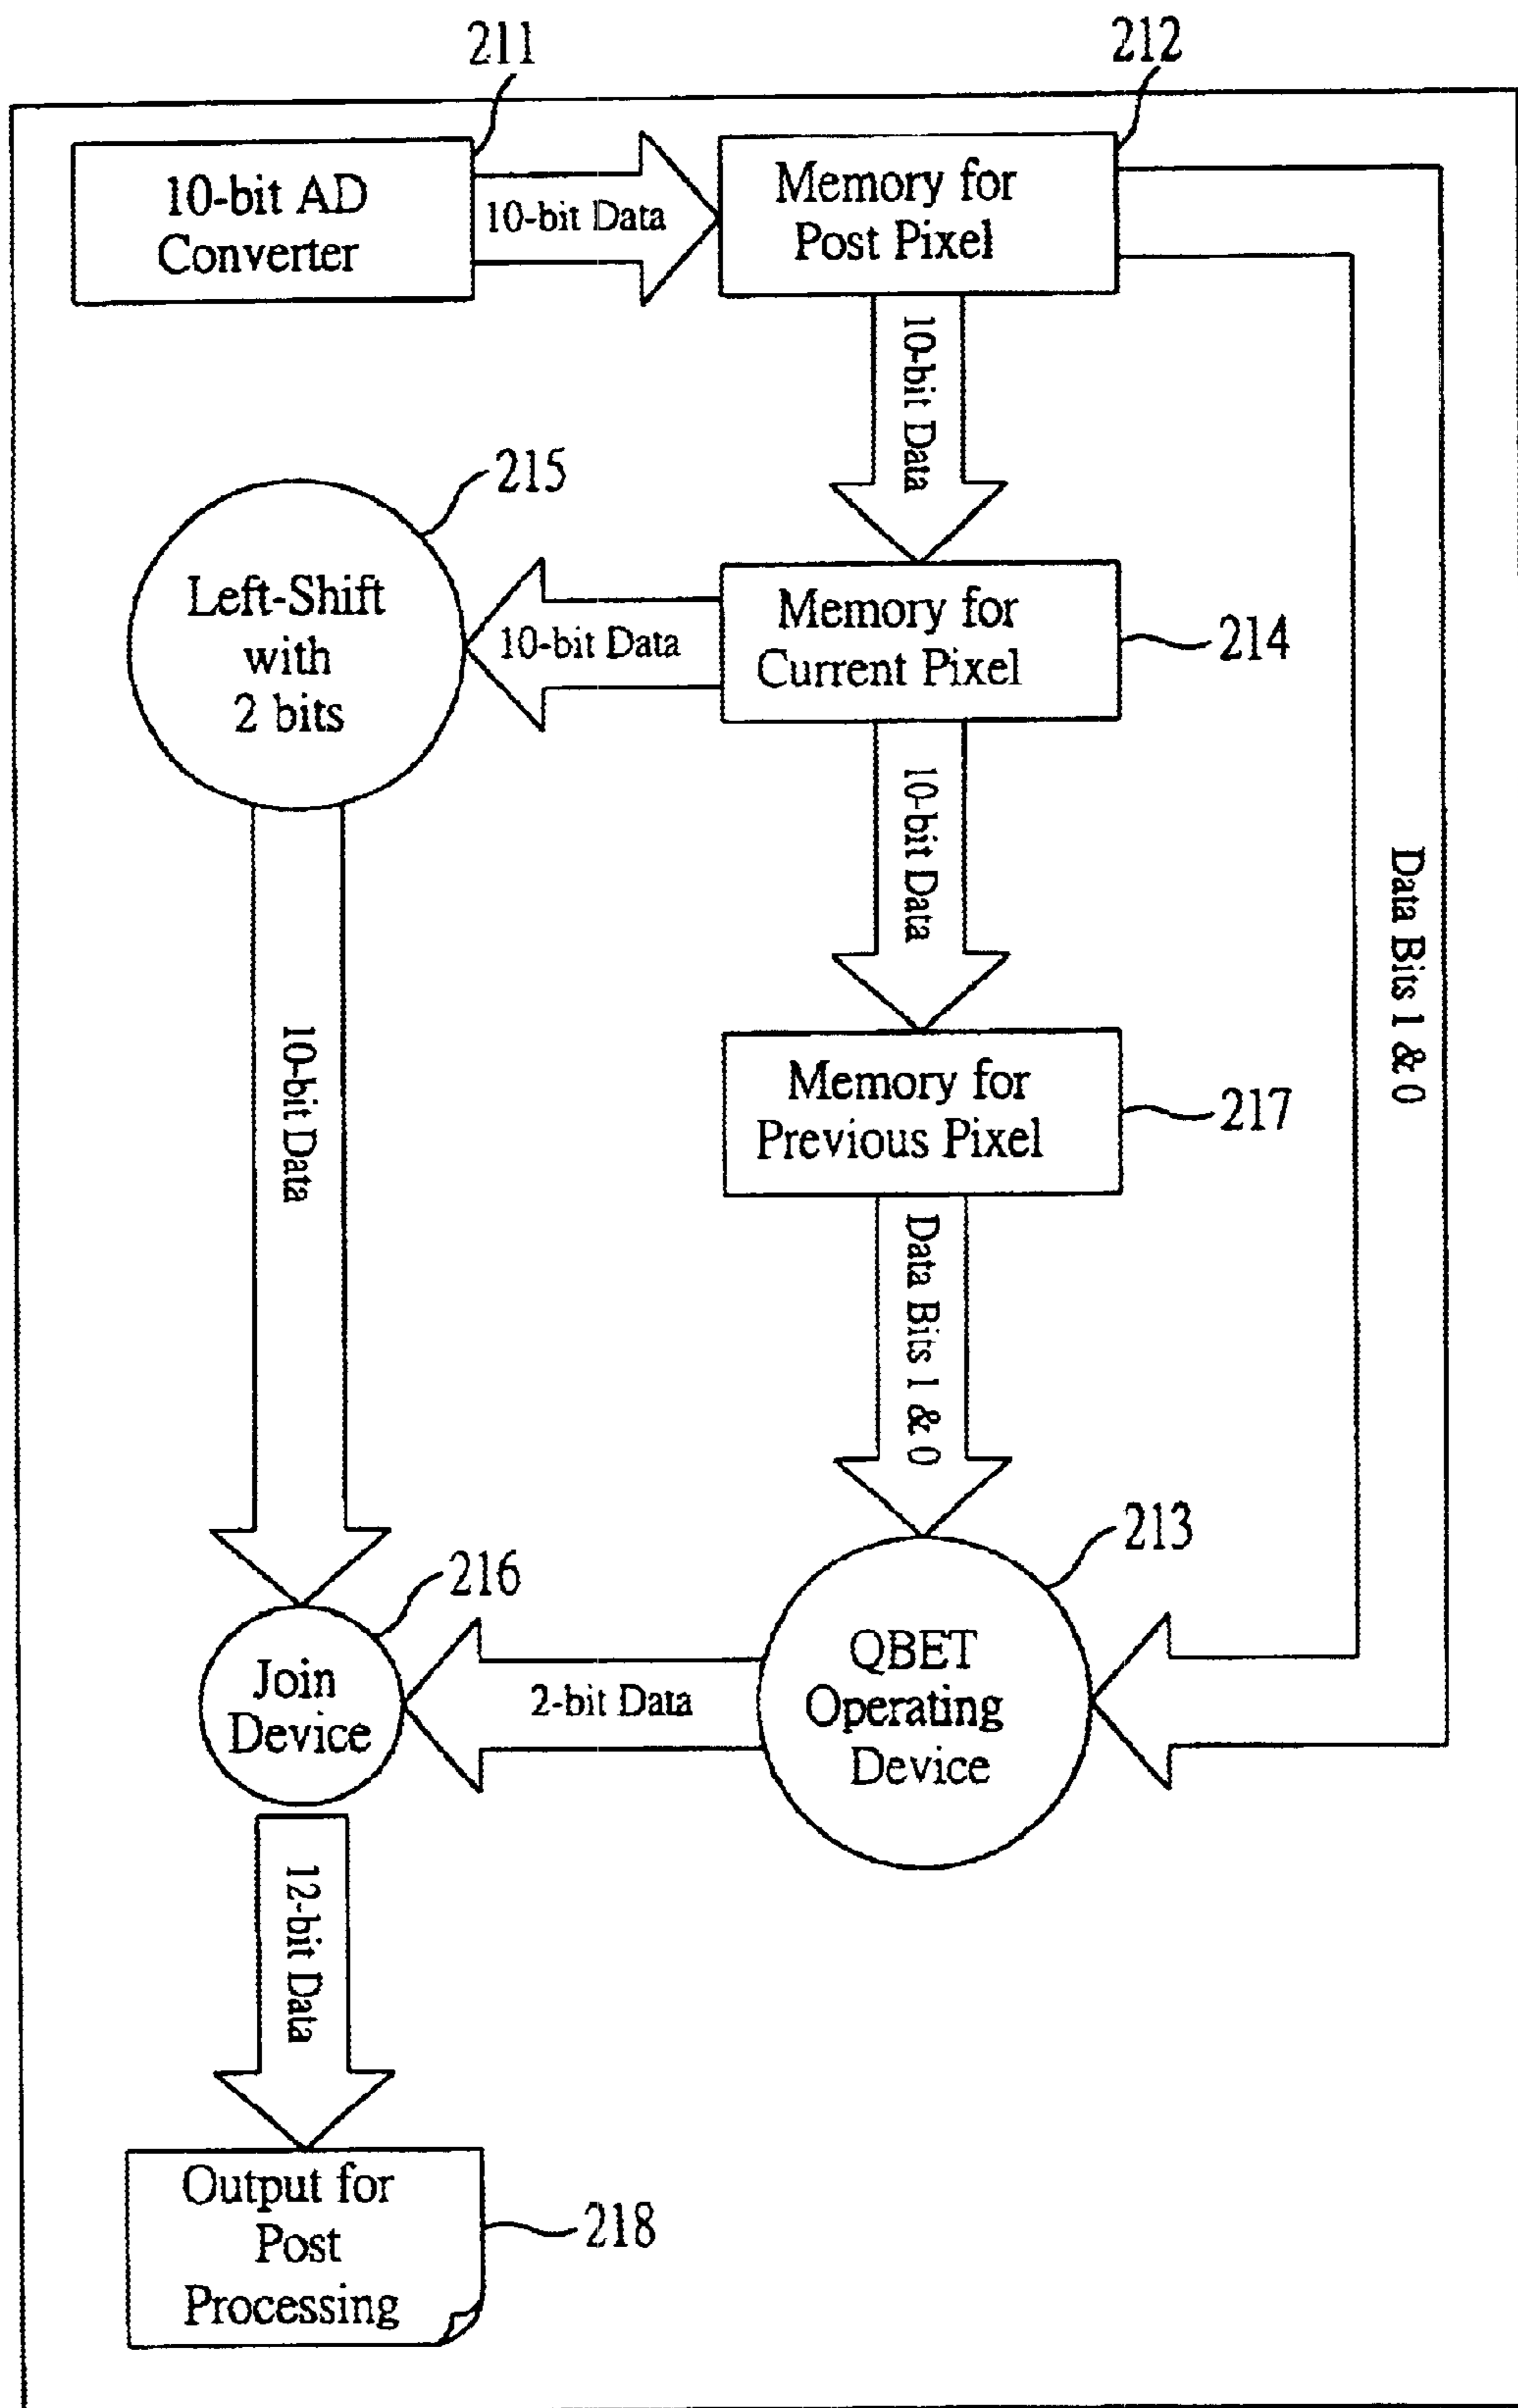 211
212
10-bit AD
Converter
10-bit Data
Memory for
Post Pixel
10-bit Data
215
Left-Shift
with
2 bits
10-bit Data
Memory for
Current Pixel
214
10-bit Data
Data Bits 1 & 0
10-bit Data
Memory for
Previous Pixel
217
Data Bits 1 & 0
213
216
Join
Device
2-bit Data
QBET
Operating
Device
12-bit Data
Output for
Post
Processing
218